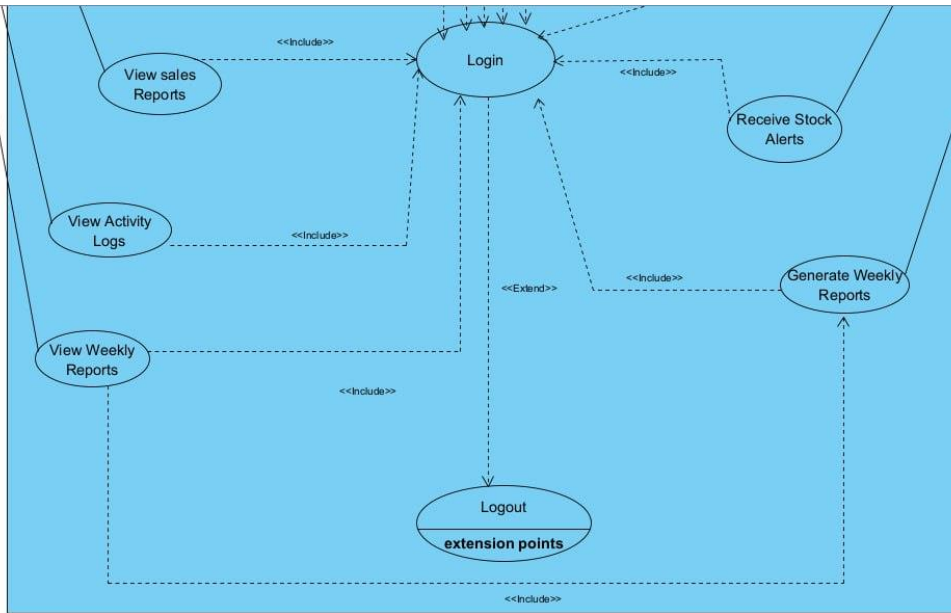 <<Include>>
Login
<<Include>>
View sales
Reports
Receive Stock
Alerts
View Activity
Logs
<<Include>>
<<Include>>
Generate Weekly
Reports
<<Extend>>
View Weekly
Reports
<<Include>>
Logout
extension points
<<Include>>